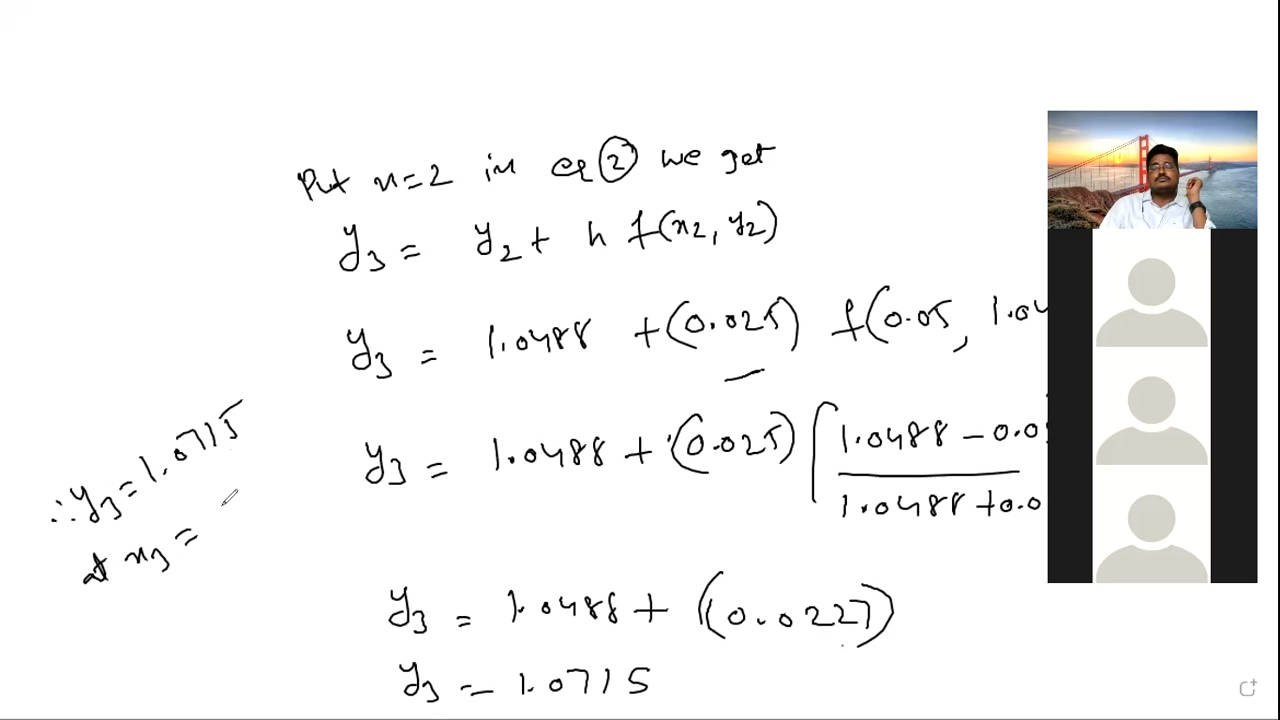 Put n=2 in eq ② we get
y₃ = y₂ + h f(x₂, y₂)
y₃ = 1.0488 + (0.025) f(0.05, 1.04
y₃ = 1.0488 + (0.025) [1.0488 - 0.0
1.0488 + 0.0
∴ y₃ = 1.0715
at x₃ =
y₃ = 1.0488 + (0.0227)
y₃ = 1.0715